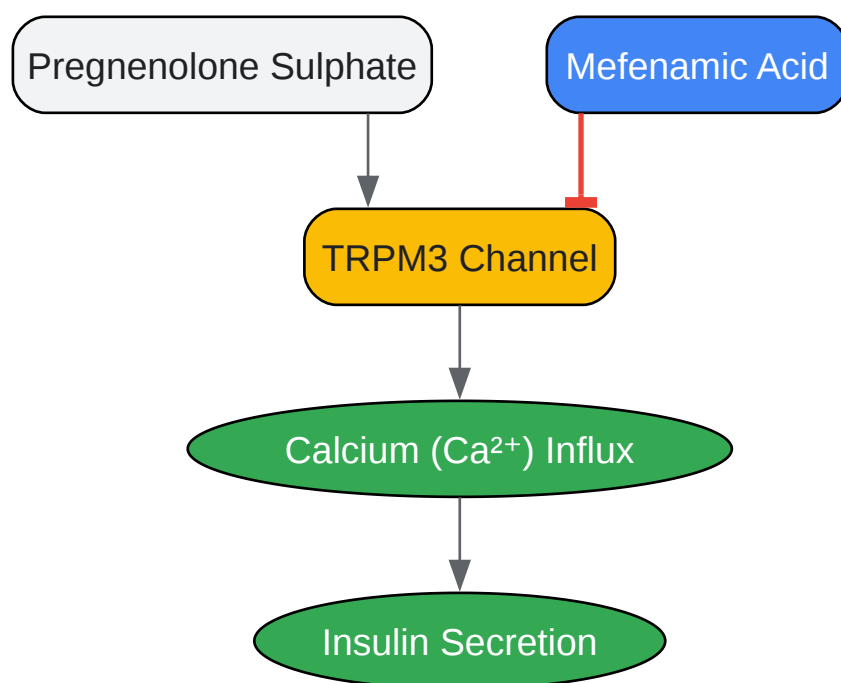 Pregnenolone Sulphate
Mefenamic Acid
TRPM3 Channel
Calcium (Ca²⁺) Influx
Insulin Secretion